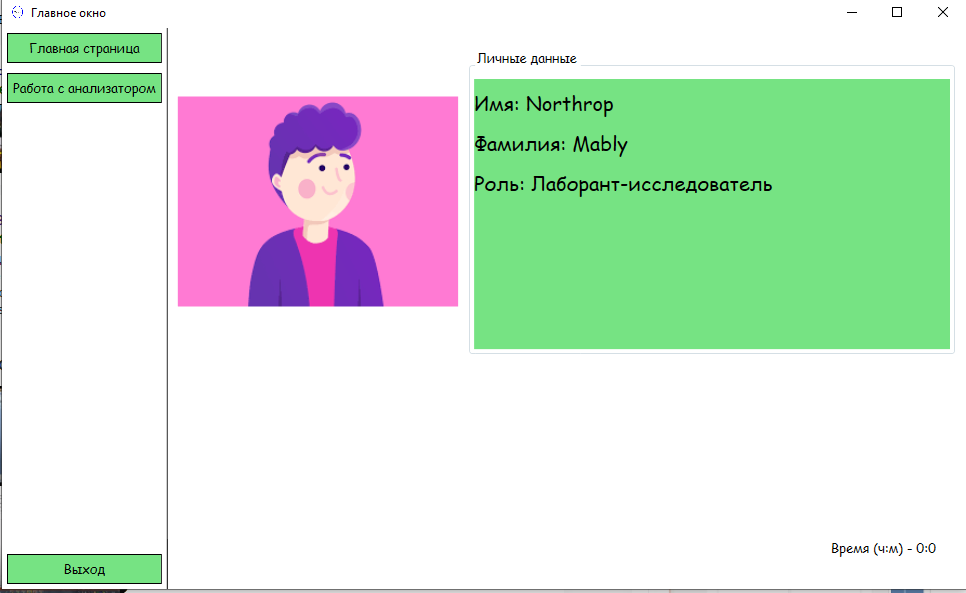 Главное окно
Главная страница
Работа с анализатором
Личные данные
Имя: Northrop
Фамилия: Mably
Роль: Лаборант-исследователь
Время (ч:м) - 0:0
Выход